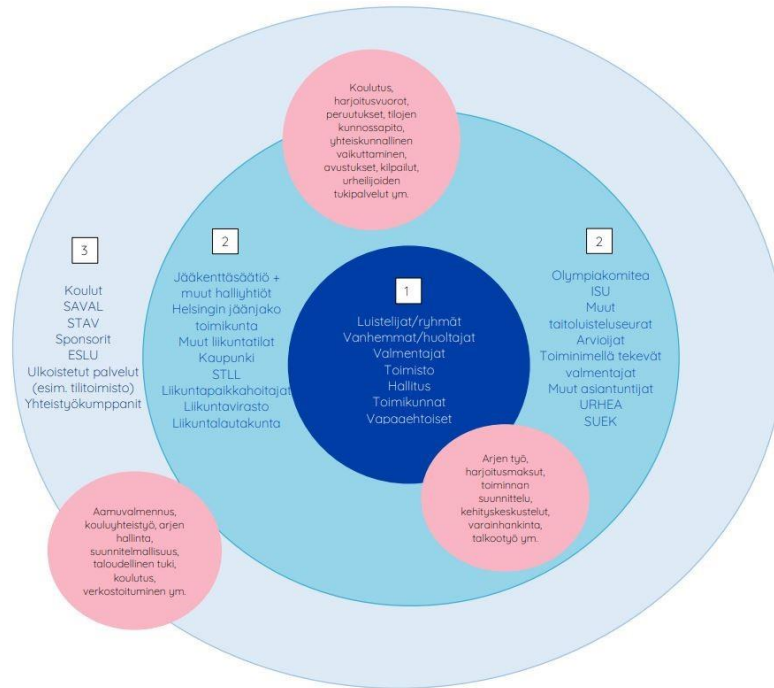 Koulutus,
harjoitusvuorot,
peruutukset, tilojen
kunnossapito,
yhteiskunnallinen
vaikuttaminen,
avustukset, kilpailut,
urheilijoiden
tukipalvelut ym.
3
Koulut
SAVAL
STAV
Sponsorit
ESLU
Ulkoistetut palvelut
(esim. tilitoimisto)
Yhteistyökumppanit
2
Jääkenttäsäätiö +
muut halliyhtiöt
Helsingin jäänjako
toimikunta
Muut liikuntatilat
Kaupunki
STLL
Liikuntapaikkahoitajat
Liikuntavirasto
Liikuntalautakunta
1
Luistelijat/ryhmät
Vanhemmat/huoltajat
Valmentajat
Toimisto
Hallitus
Toimikunnat
Vapaaehtoiset
2
Olympiakomitea
ISU
Muut
taitoluisteluseurat
Arvioijat
Toiminimellä tekevät
valmentajat
Muut asiantuntijat
URHEA
SUEK
Arjen työ,
harjoitusmaksut,
toiminnan
suunnittelu,
kehityskeskustelut,
varainhankinta,
talkootyö ym.
Aamuvalmennus,
kouluyhteistyö, arjen
hallinta,
suunnitelmallisuus,
taloudellinen tuki,
koulutus,
verkostoituminen ym.